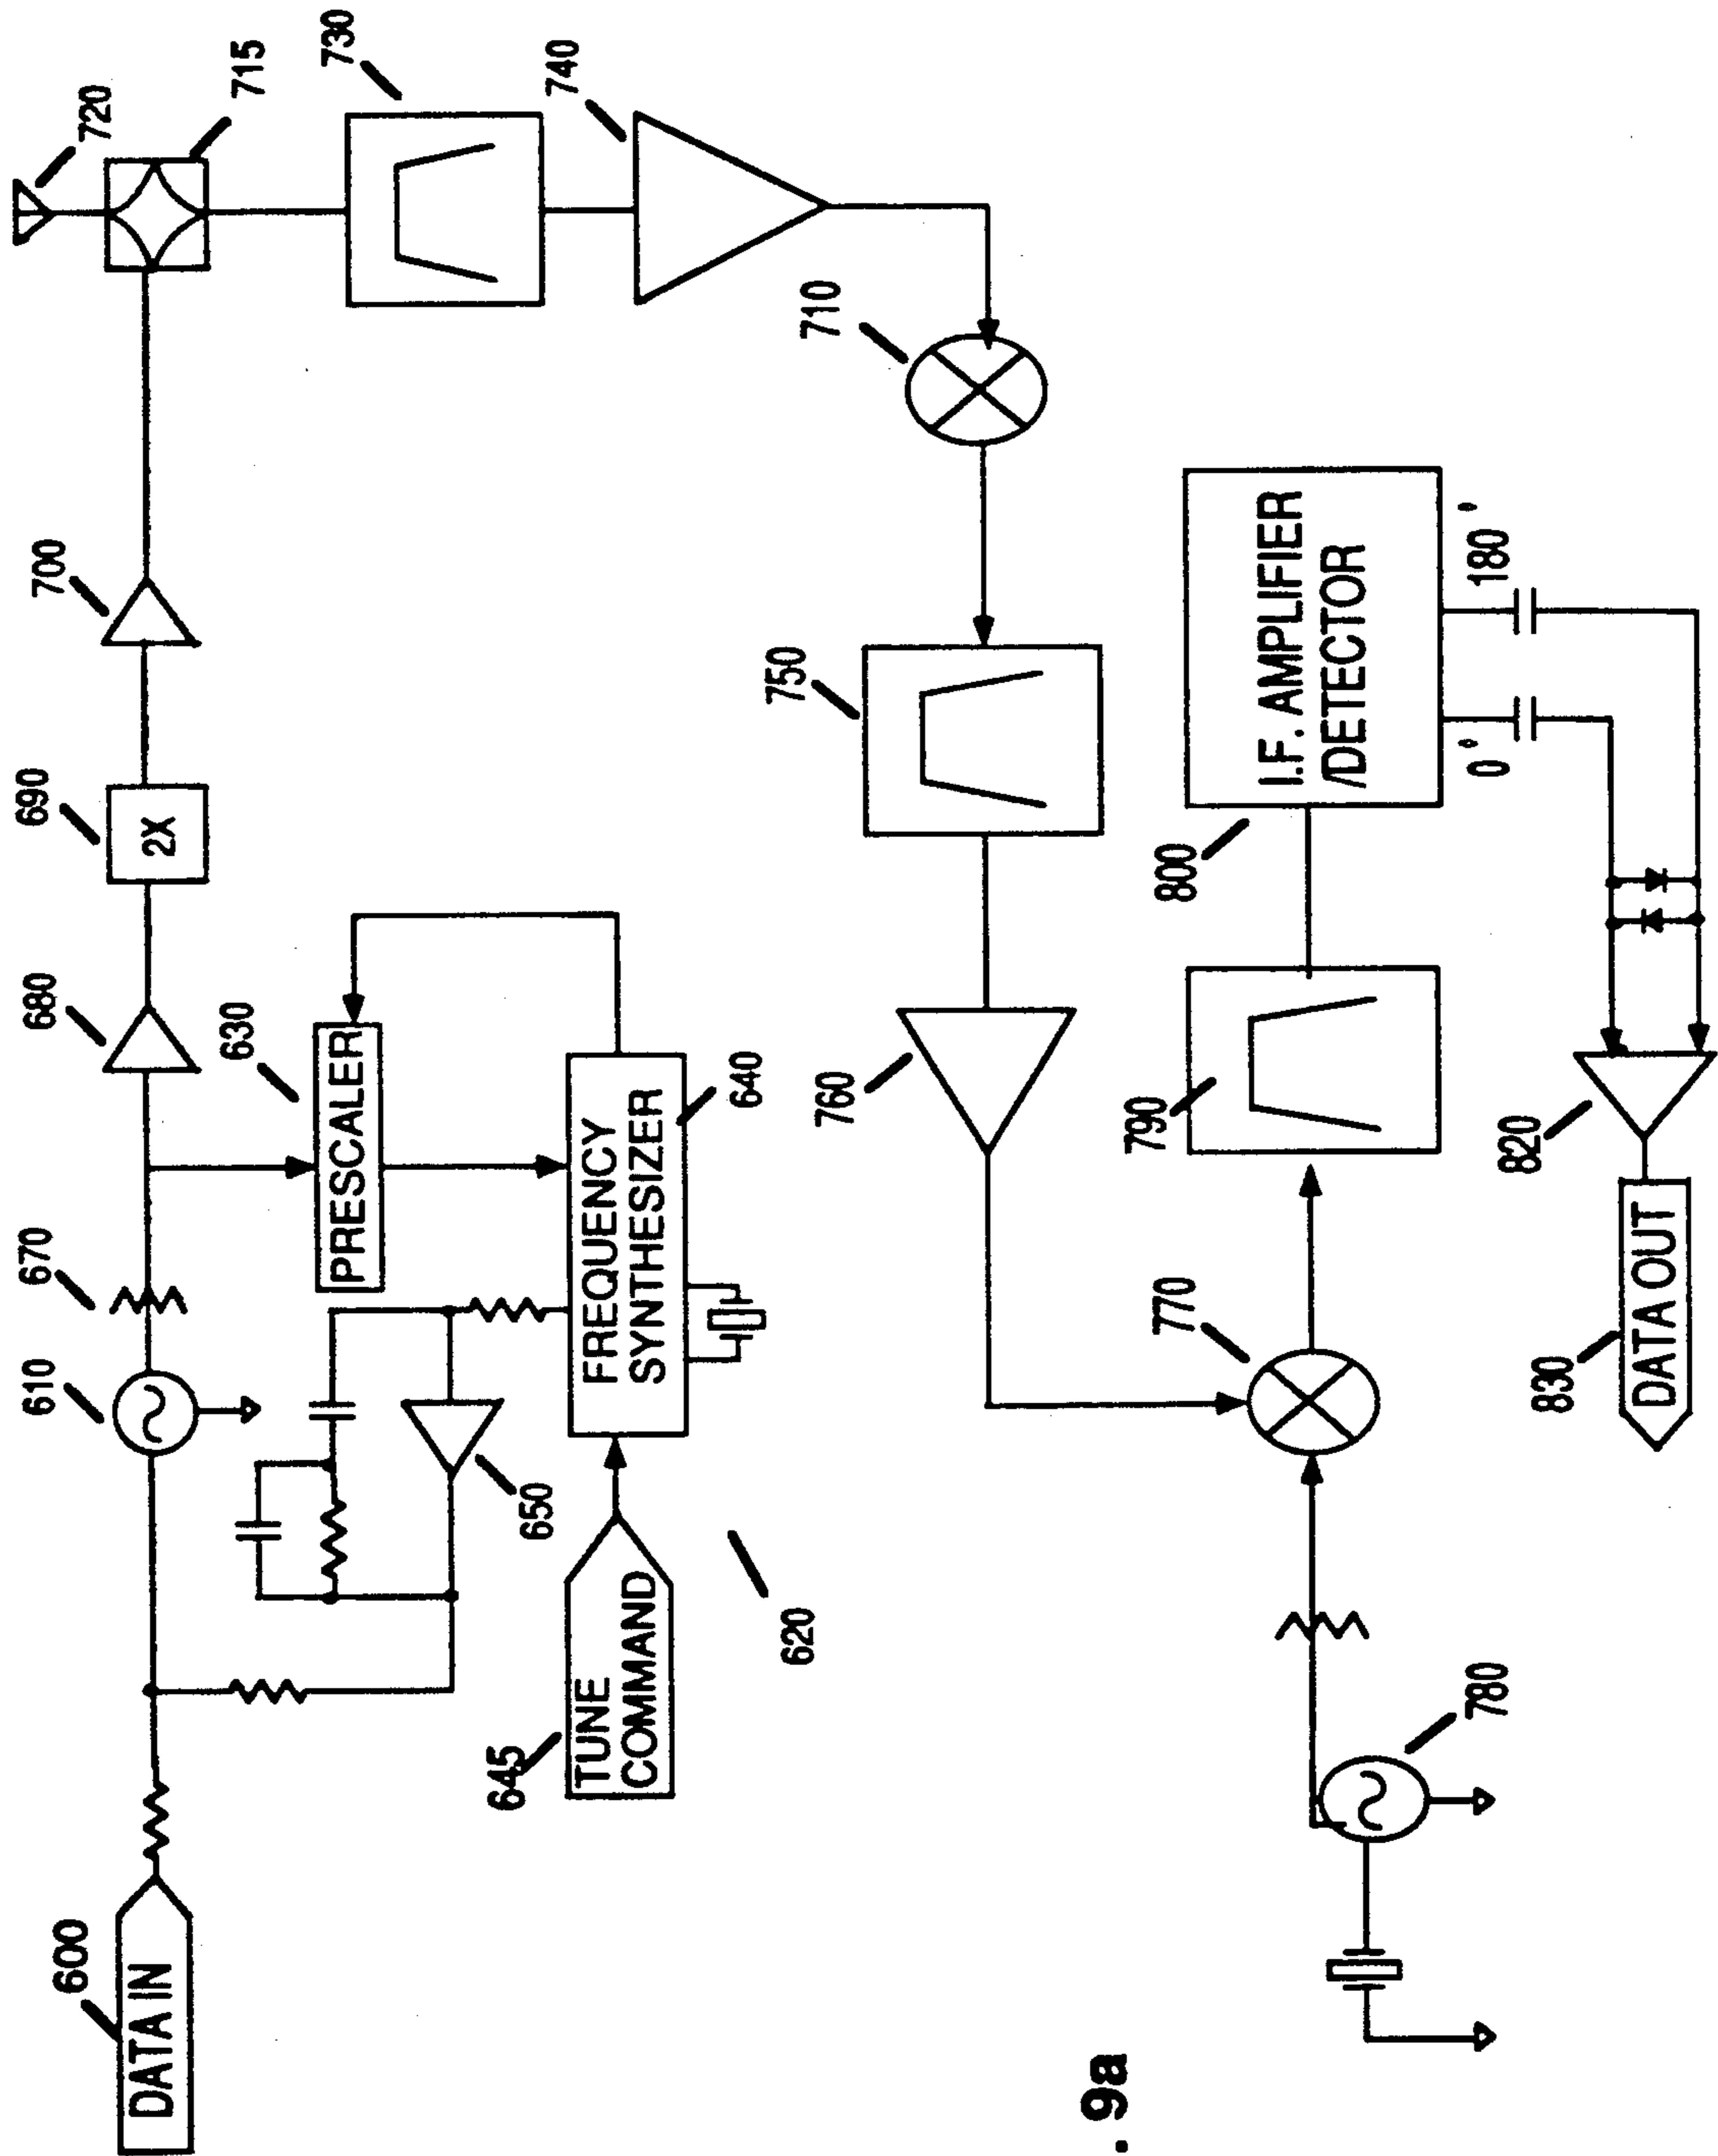 600
DATA IN
610
670
680
690
2X
700
720
715
730
740
630
PRESCALER
640
FREQUENCY
SYNTHESIZER
650
645
TUNE
COMMAND
620
710
750
760
770
780
790
800
I.F. AMPLIFIER
/DETECTOR
0°
180°
820
830
DATA OUT
. 9a